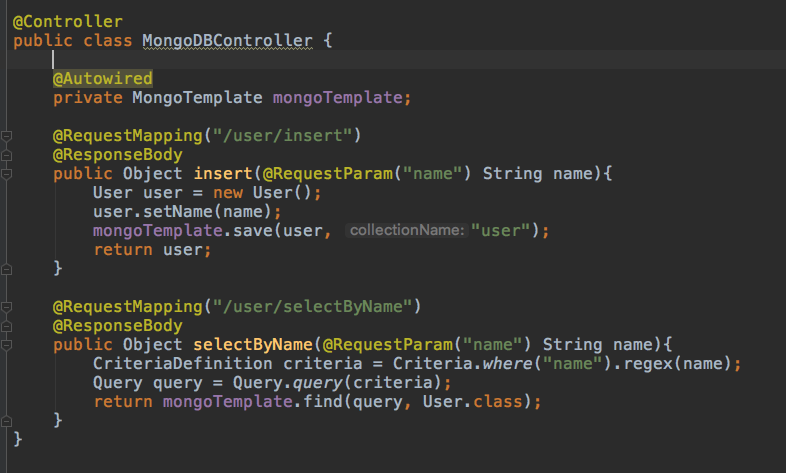 @Controller
public class MongoDBController {
@Autowired
private MongoTemplate mongoTemplate;
@RequestMapping("/user/insert")
@ResponseBody
public Object insert(@RequestParam("name") String name){
User user = new User();
user.setName(name);
mongoTemplate.save(user, collectionName: "user");
return user;
}
@RequestMapping("/user/selectByName")
@ResponseBody
public Object selectByName(@RequestParam("name") String name){
CriteriaDefinition criteria = Criteria.where("name").regex(name);
Query query = Query.query(criteria);
return mongoTemplate.find(query, User.class);
}
}